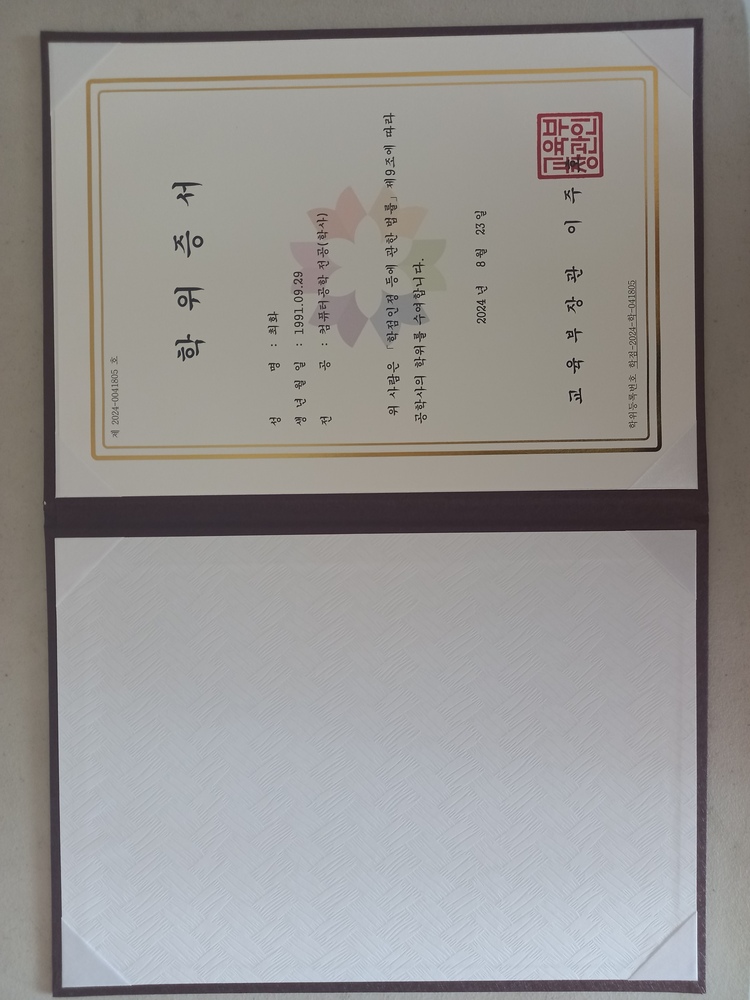 제 2024-0041805 호
학 위 증 서
성 명 : 최화
생 년 월 일 : 1991.09.29
전 공 : 컴퓨터공학 전공(학사)
위 사람은 「학점인정 등에 관한 법률」 제9조에 따라
공학사의 학위를 수여합니다.
2024 년 8 월 23 일
교 육 부 장 관 이 주
교육부
장관인
학위등록번호 학점-2024-학-041805